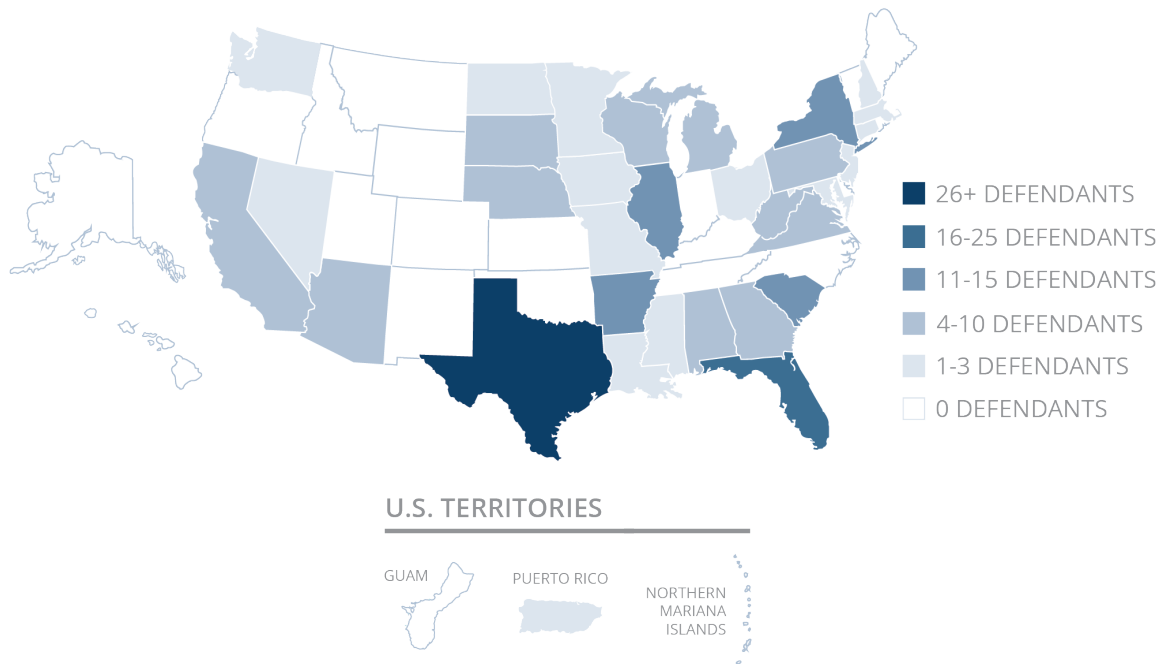 26+ DEFENDANTS
16-25 DEFENDANTS
11-15 DEFENDANTS
4-10 DEFENDANTS
1-3 DEFENDANTS
0 DEFENDANTS
U.S. TERRITORIES
GUAM
PUERTO RICO
NORTHERN
MARIANA
ISLANDS